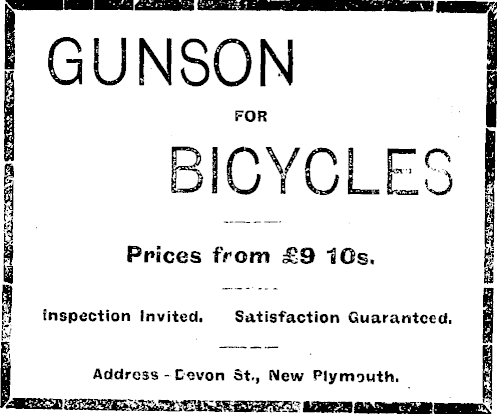 GUNSON
FOR
BICYCLES
Prices from £9 10s.
Inspection Invited. Satisfaction Guaranteed.
Address - Devon St., New Plymouth.